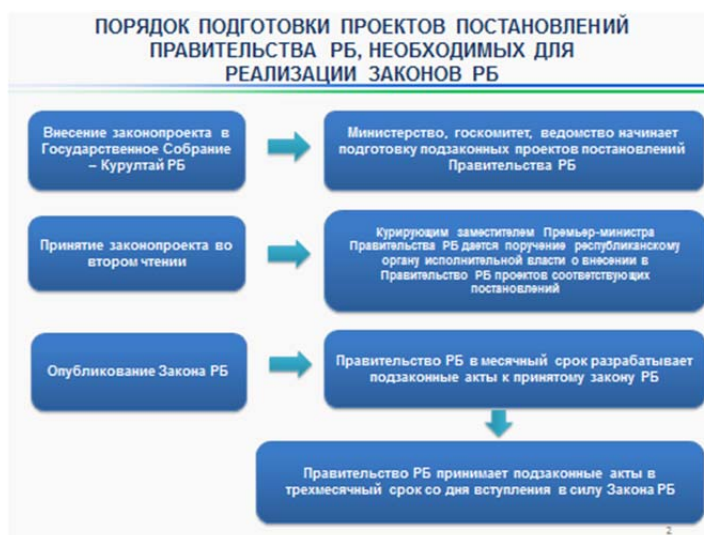 ПОРЯДОК ПОДГОТОВКИ ПРОЕКТОВ ПОСТАНОВЛЕНИЙ
ПРАВИТЕЛЬСТВА РБ, НЕОБХОДИМЫХ ДЛЯ
РЕАЛИЗАЦИИ ЗАКОНОВ РБ
Внесение законопроекта в
Государственное Собрание
– Курултай РБ
Министерство, госкомитет, ведомство начинает
подготовку подзаконных проектов постановлений
Правительства РБ
Принятие законопроекта во
втором чтении
Курирующим заместителем Премьер-министра
Правительства РБ дается поручение республиканскому
органу исполнительной власти о внесении в
Правительство РБ проектов соответствующих
постановлений
Опубликование Закона РБ
Правительство РБ в месячный срок разрабатывает
подзаконные акты к принятому закону РБ
Правительство РБ принимает подзаконные акты в
трехмесячный срок со дня вступления в силу Закона РБ
2